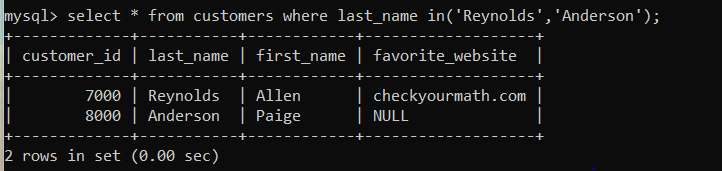 mysql> select * from customers where last_name in('Reynolds','Anderson');
+-------------+-----------+------------+------------------+
| customer_id | last_name | first_name | favorite_website |
+-------------+-----------+------------+------------------+
|        7000 | Reynolds  | Allen      | checkyourmath.com |
|        8000 | Anderson  | Paige      | NULL             |
+-------------+-----------+------------+------------------+
2 rows in set (0.00 sec)